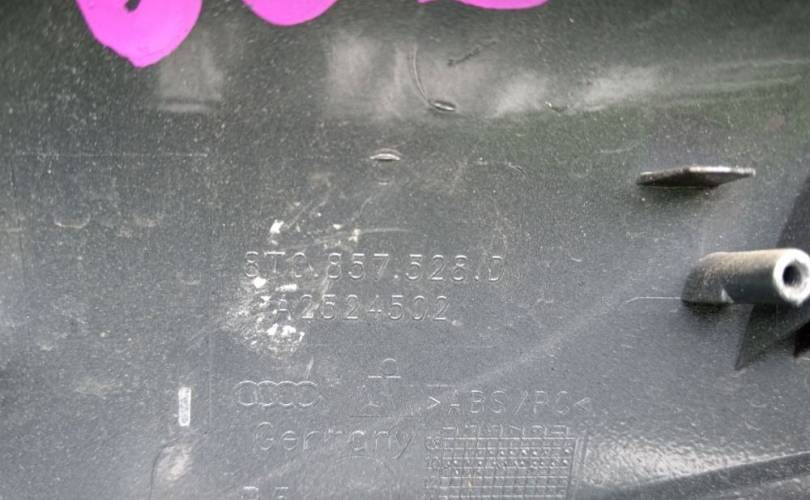 8T0.857.528.D
A2524502
>ABS/PC<
Germany